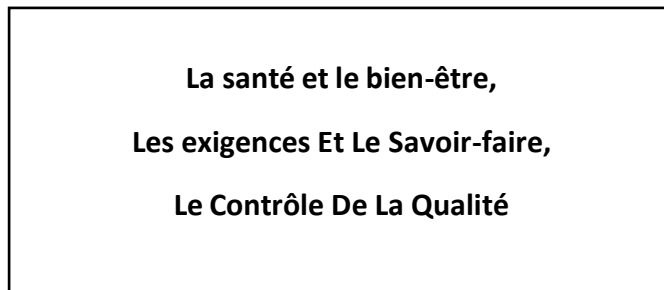 La santé et le bien-être,
Les exigences Et Le Savoir-faire,
Le Contrôle De La Qualité